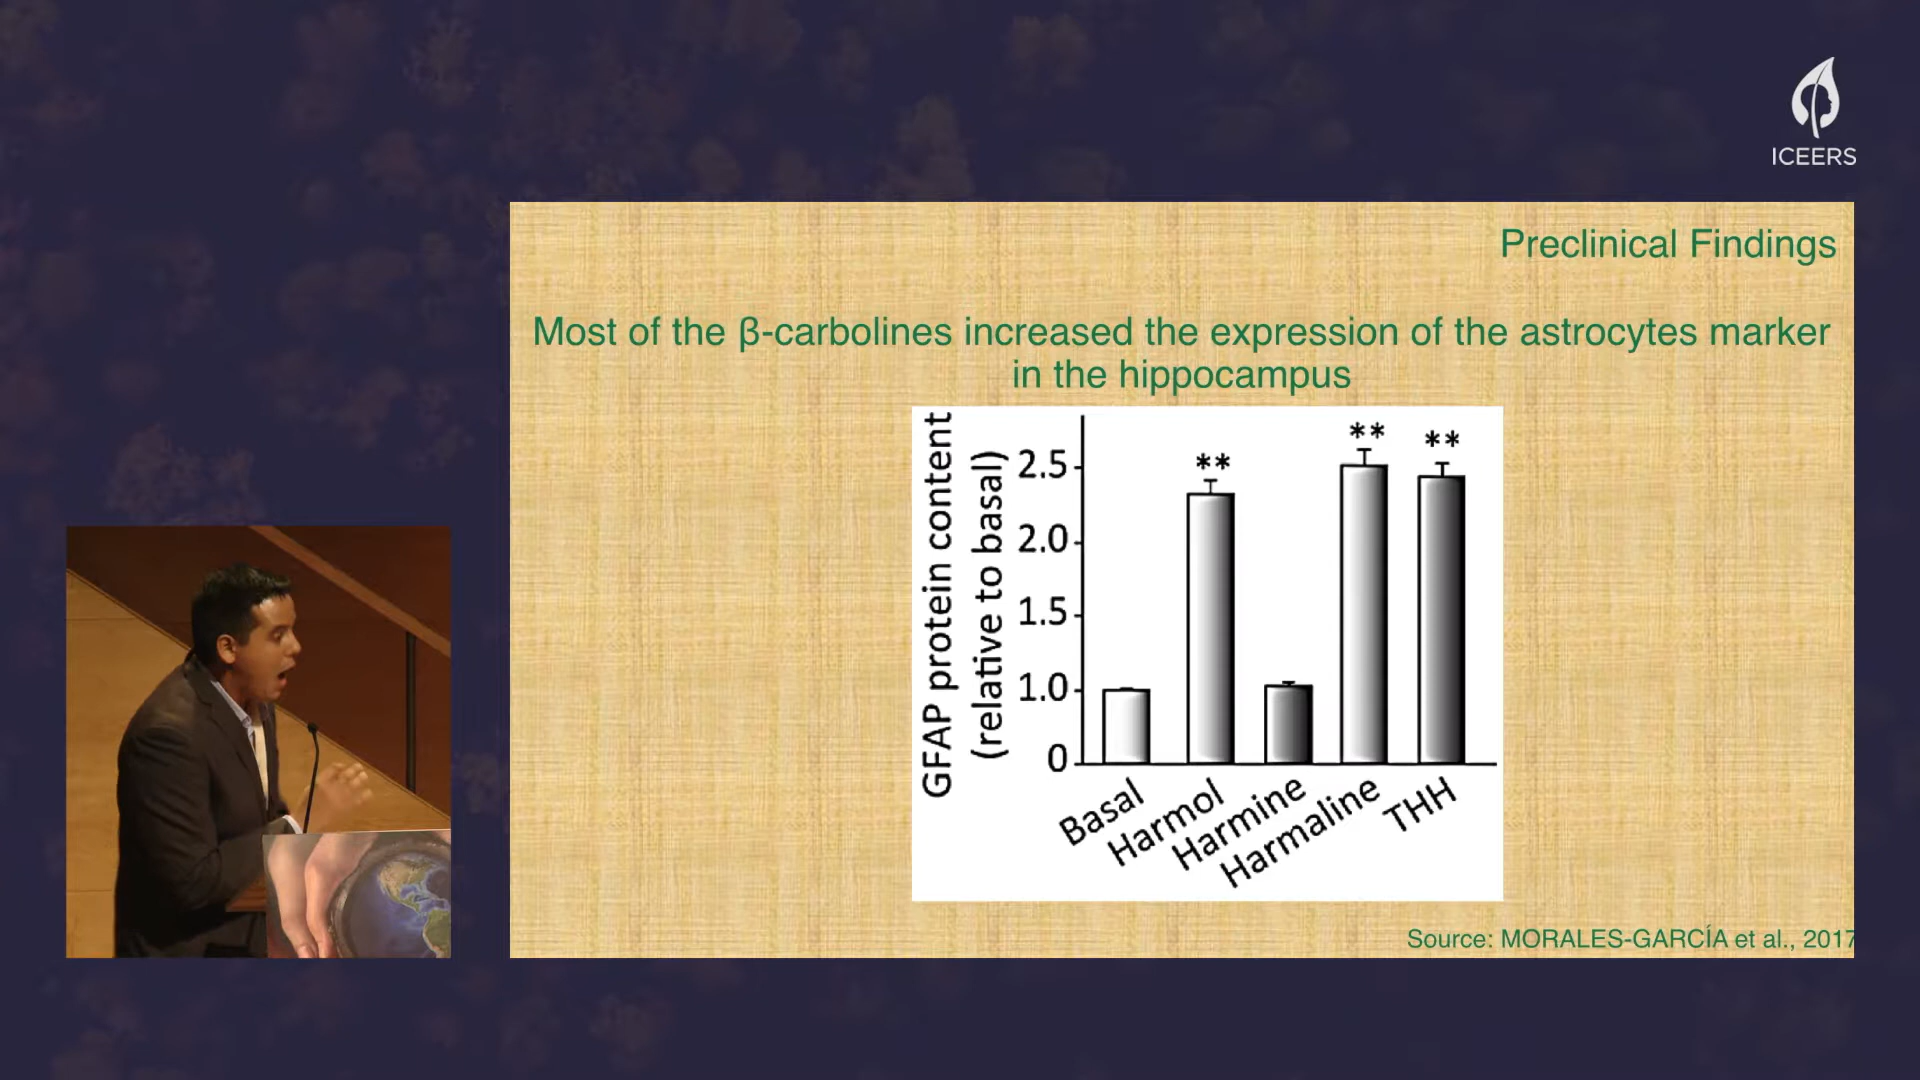 ICEERS
Preclinical Findings
Most of the β-carbolines increased the expression of the astrocytes marker
in the hippocampus
GFAP protein content
(relative to basal)
2.5
2.0
1.5
1.0
0
**
**
**
Basal
Harmol
Harmine
Harmaline
THH
Source: MORALES-GARCÍA et al., 2017